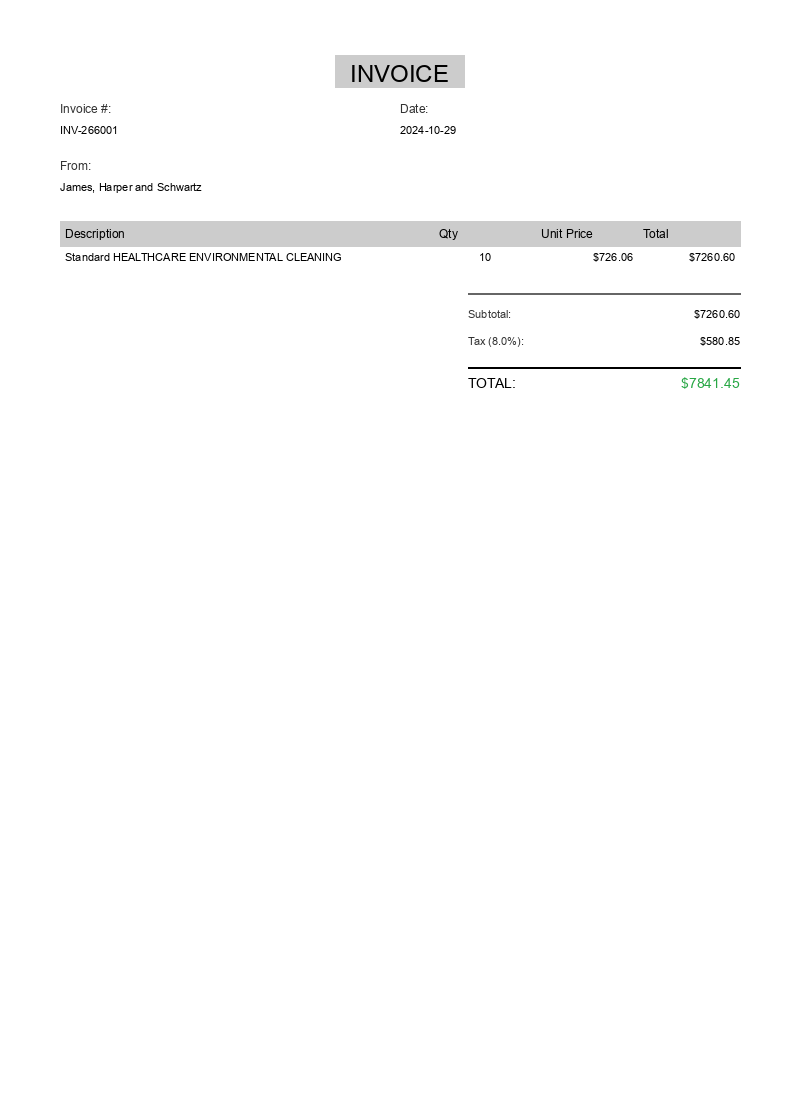 INVOICE
Invoice #: Date:
INV-266001 2024-10-29
From:
James, Harper and Schwartz
Description Qty Unit Price Total
Standard HEALTHCARE ENVIRONMENTAL CLEANING 10 $726.06 $7260.60
Subtotal: $7260.60
Tax (8.0%): $580.85
TOTAL: $7841.45